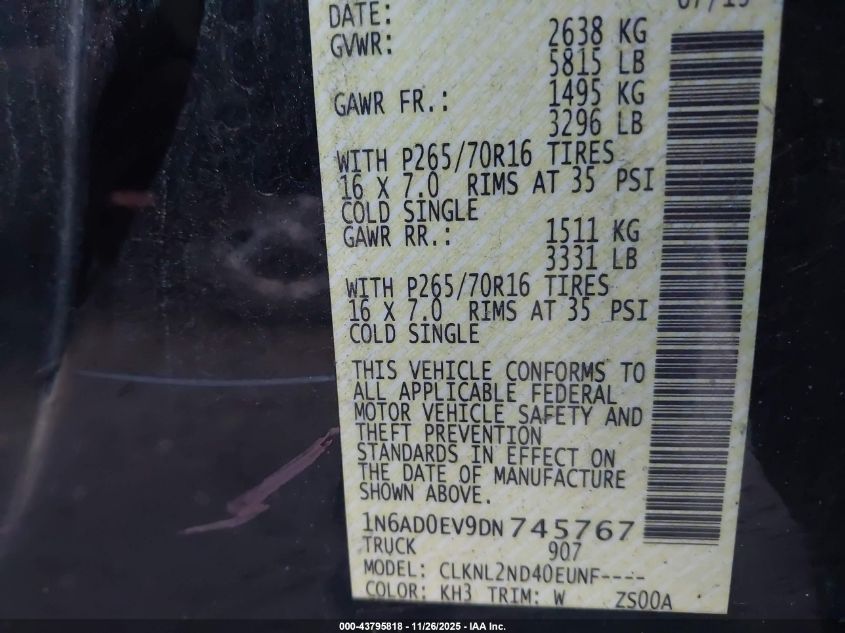 DATE: 07/13
GVWR: 2638 KG
5815 LB
GAWR FR.: 1495 KG
3296 LB
WITH P265/70R16 TIRES
16 X 7.0 RIMS AT 35 PSI
COLD SINGLE
GAWR RR.: 1511 KG
3331 LB
WITH P265/70R16 TIRES
16 X 7.0 RIMS AT 35 PSI
COLD SINGLE
THIS VEHICLE CONFORMS TO
ALL APPLICABLE FEDERAL
MOTOR VEHICLE SAFETY AND
THEFT PREVENTION
STANDARDS IN EFFECT ON
THE DATE OF MANUFACTURE
SHOWN ABOVE.
1N6AD0EV9DN745767
TRUCK 907
MODEL: CLKNL2ND40EUNF----
COLOR: KH3 TRIM: W ZS00A
000-43795818 - 11/26/2025 - IAA Inc.